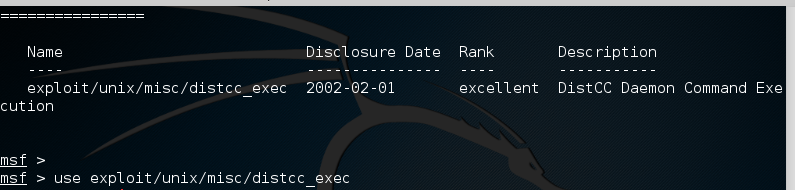 ================
Name Disclosure Date Rank Description
---- --------------- ---- -----------
exploit/unix/misc/distcc_exec 2002-02-01 excellent DistCC Daemon Command Exe
cution
msf >
msf > use exploit/unix/misc/distcc_exec